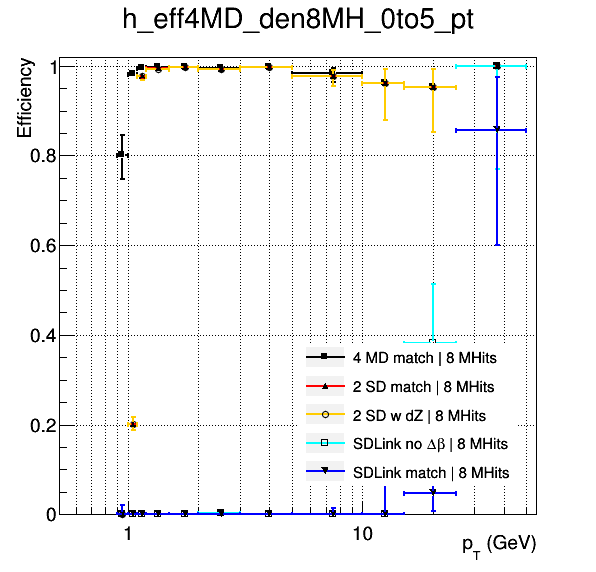 h_eff4MD_den8MH_0to5_pt
Efficiency
1
0.8
0.6
0.4
0.2
0
4 MD match | 8 MHits
2 SD match | 8 MHits
2 SD w dZ | 8 MHits
SDLink no Δβ | 8 MHits
SDLink match | 8 MHits
1
10
p_T (GeV)